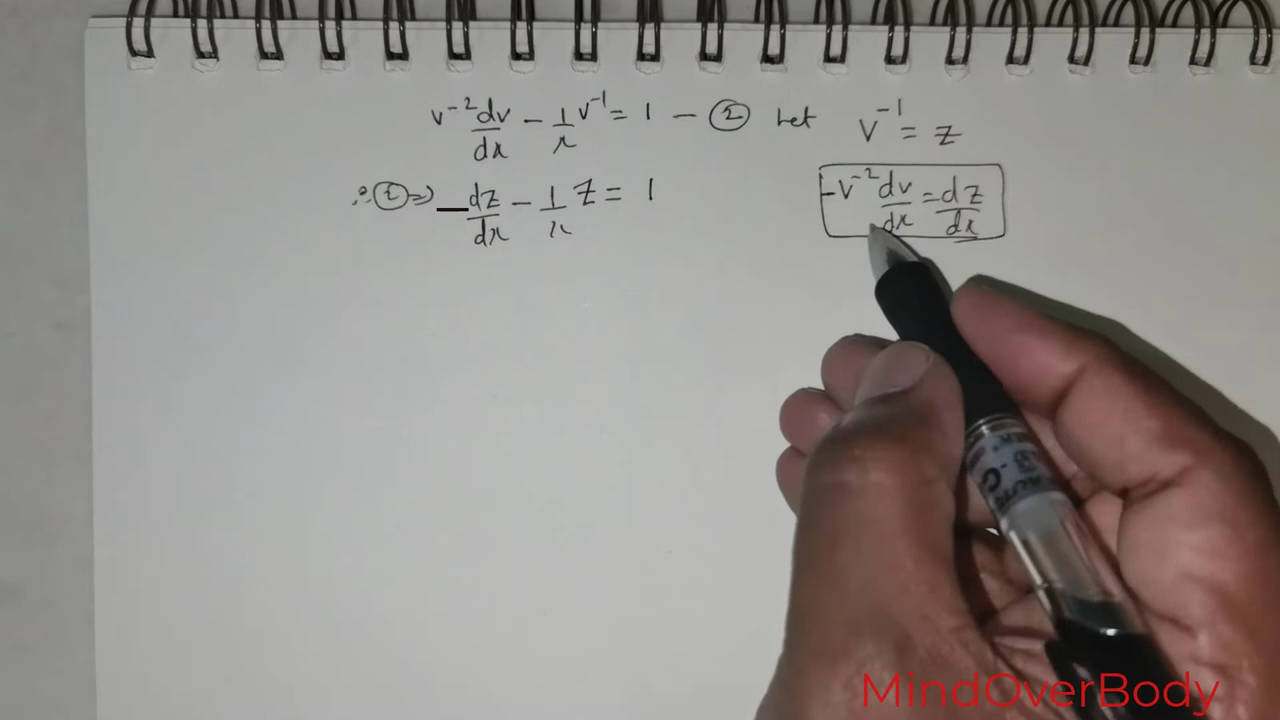 v⁻² dv/dx − 1/x v⁻¹ = 1 − ② Let v⁻¹ = z
∴ ② ⇒ − dz/dx − 1/x z = 1
−v⁻² dv/dx = dz/dx
MindOverBody